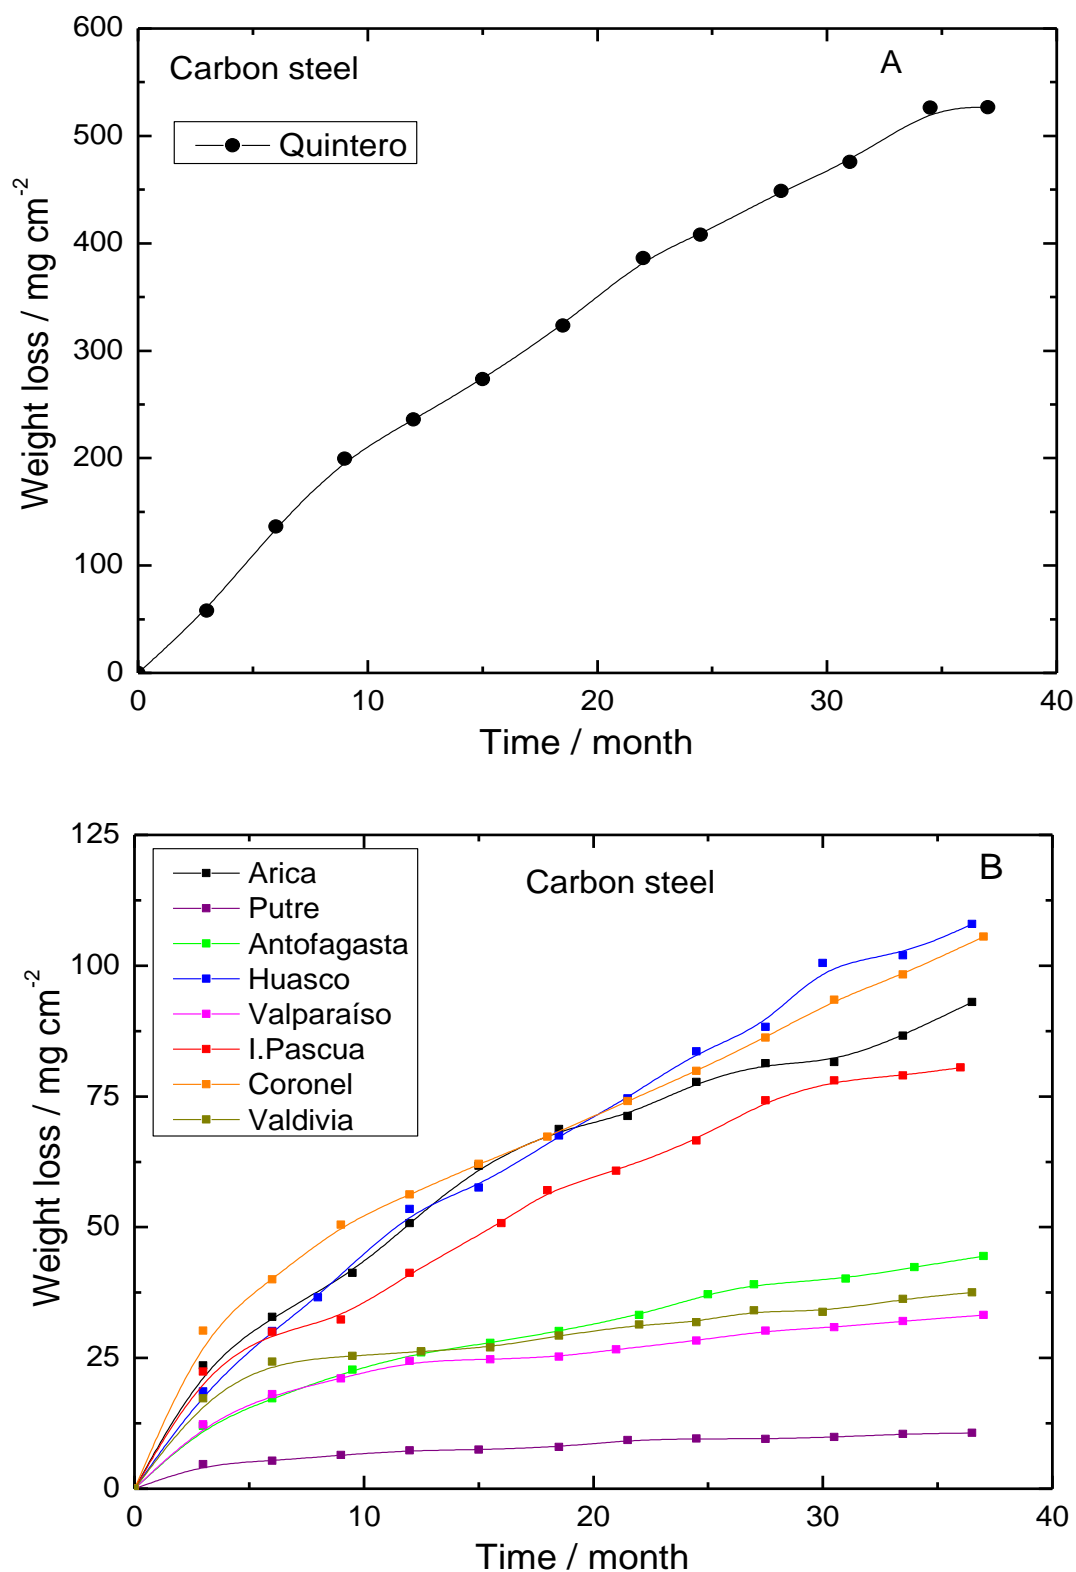 600
500
400
300
200
100
0
Weight loss / mg cm⁻²
Carbon steel
A
Quintero
0 10 20 30 40
Time / month
125
100
75
50
25
0
Weight loss / mg cm⁻²
Arica
Putre
Antofagasta
Huasco
Valparaíso
I.Pascua
Coronel
Valdivia
Carbon steel
B
0 10 20 30 40
Time / month